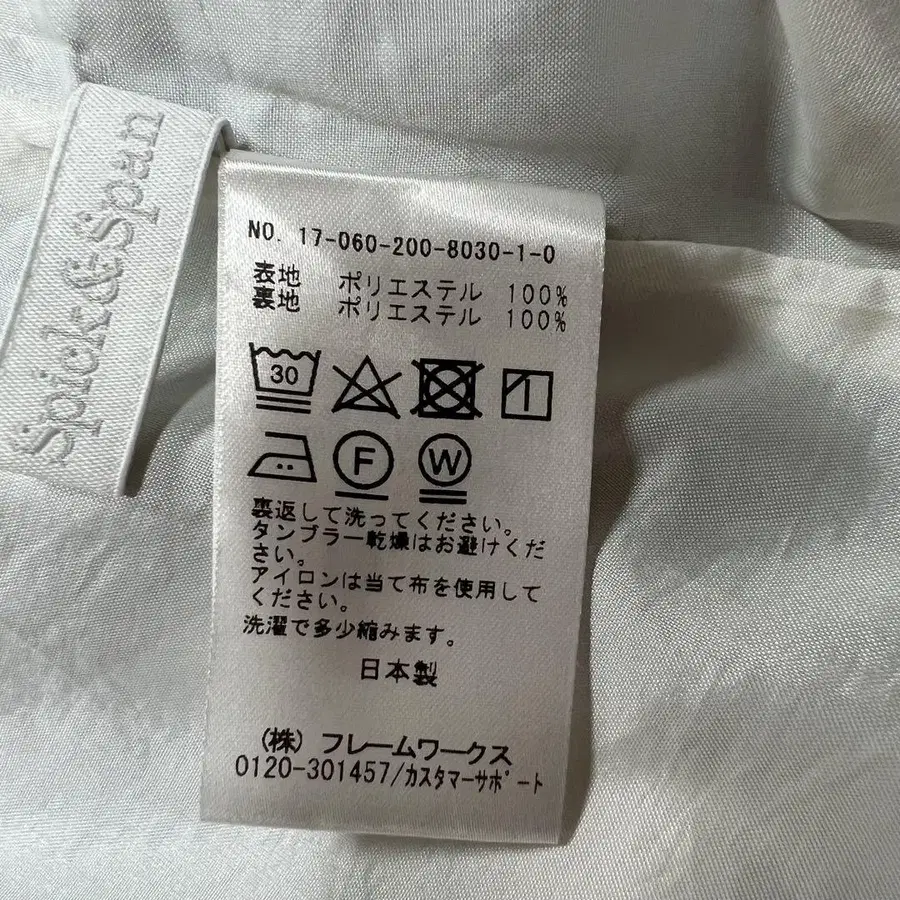 Spick&Span
NO. 17-060-200-8030-1-0
表地 ポリエステル 100%
裏地 ポリエステル 100%
30
F W
裏返して洗ってください。
タンブラー乾燥はお避けくだ
さい。
アイロンは当て布を使用して
ください。
洗濯で多少縮みます。
日本製
(株) フレームワークス
0120-301457/カスタマーサポート